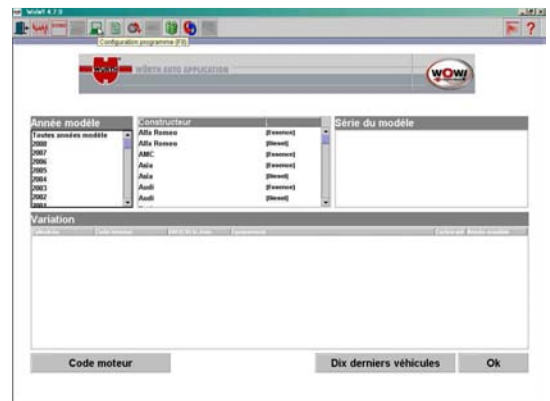 WoW! 4.7.0
Configuration programme (F3)
WÜRTH
WÜRTH AUTO APPLICATION
WOW!
Année modèle
Constructeur
Série du modèle
Toutes années modèle
2008
2007
2006
2005
2004
2003
2002
Alfa Romeo (Essence)
Alfa Romeo (Diesel)
AMC (Essence)
Asia (Essence)
Asia (Diesel)
Audi (Essence)
Audi (Diesel)
Variation
Code moteur
Dix derniers véhicules
Ok